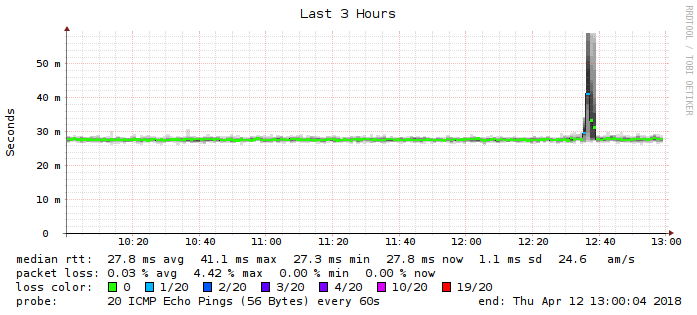 Last 3 Hours
RRDTOOL / TOBI OETIKER
Seconds
50 m
40 m
30 m
20 m
10 m
0
10:20 10:40 11:00 11:20 11:40 12:00 12:20 12:40 13:00
median rtt: 27.8 ms avg 41.1 ms max 27.3 ms min 27.8 ms now 1.1 ms sd 24.6 am/s
packet loss: 0.03 % avg 4.42 % max 0.00 % min 0.00 % now
loss color: 0 1/20 2/20 3/20 4/20 10/20 19/20
probe: 20 ICMP Echo Pings (56 Bytes) every 60s end: Thu Apr 12 13:00:04 2018